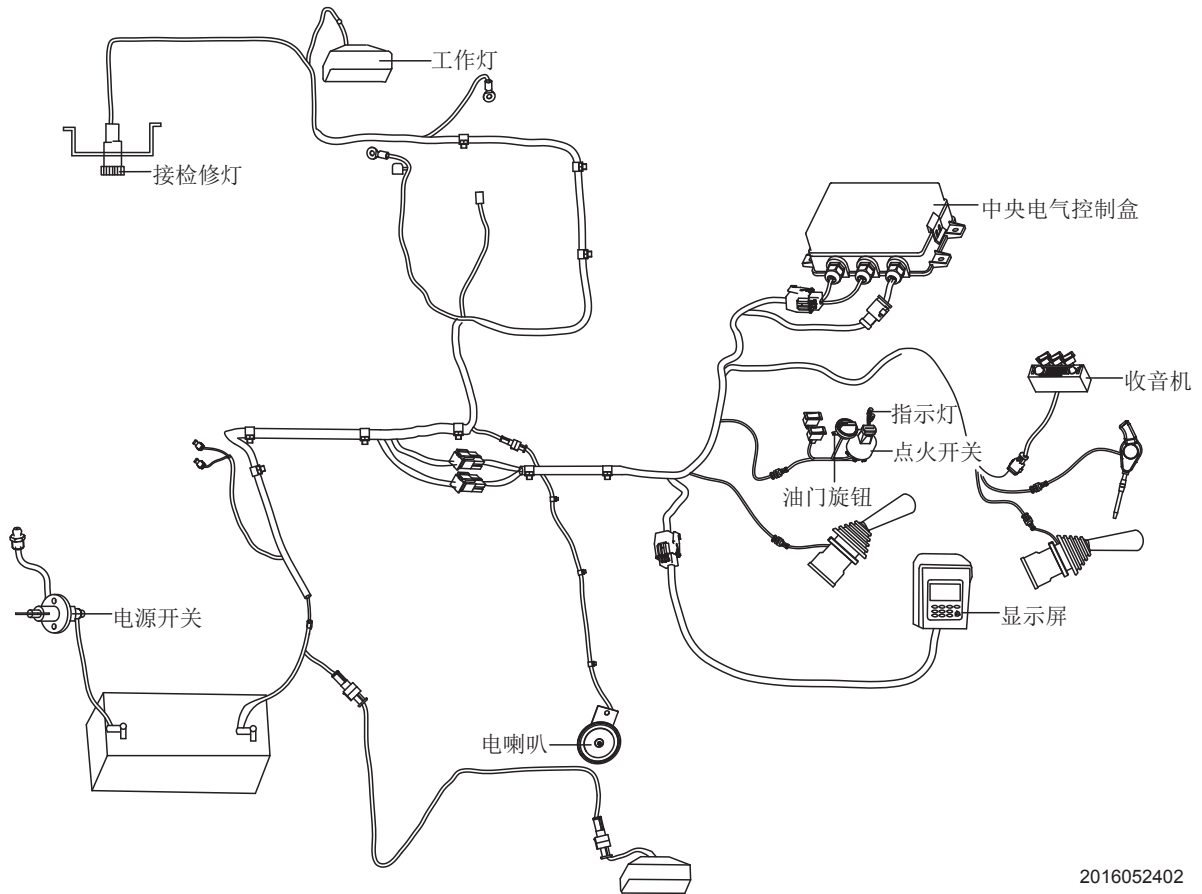 工作灯
接检修灯
中央电气控制盒
收音机
指示灯
点火开关
油门旋钮
电源开关
显示屏
电喇叭
2016052402